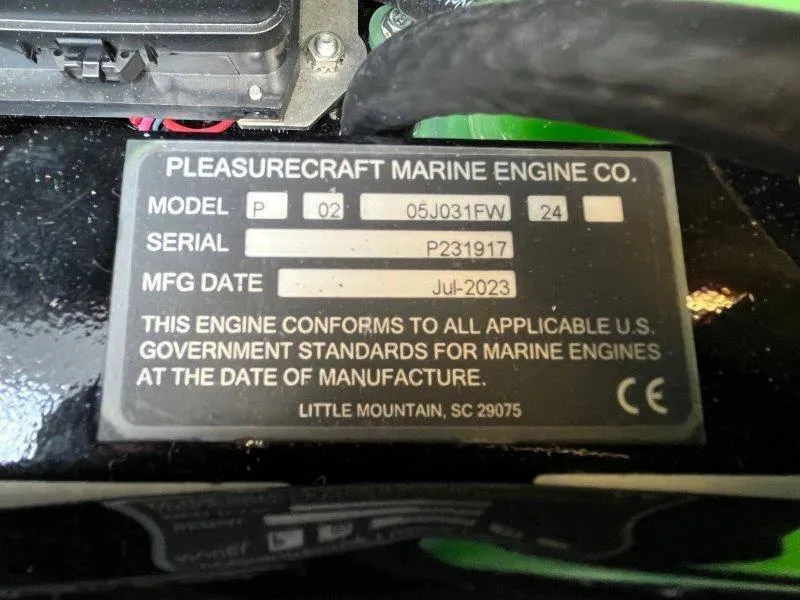 PLEASURECRAFT MARINE ENGINE CO.
MODEL P 02 05J031FW 24
SERIAL P231917
MFG DATE Jul-2023
THIS ENGINE CONFORMS TO ALL APPLICABLE U.S.
GOVERNMENT STANDARDS FOR MARINE ENGINES
AT THE DATE OF MANUFACTURE.
CE
LITTLE MOUNTAIN, SC 29075